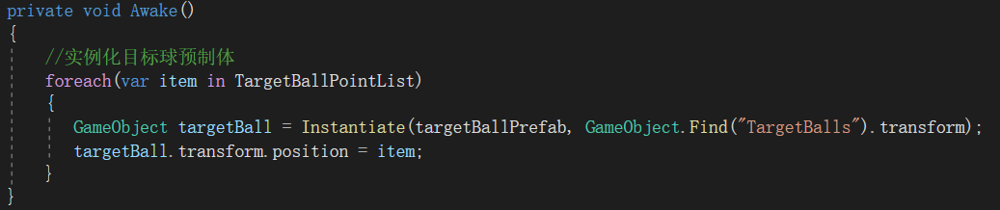 private void Awake()
{
//实例化目标球预制体
foreach(var item in TargetBallPointList)
{
GameObject targetBall = Instantiate(targetBallPrefab, GameObject.Find("TargetBalls").transform);
targetBall.transform.position = item;
}
}